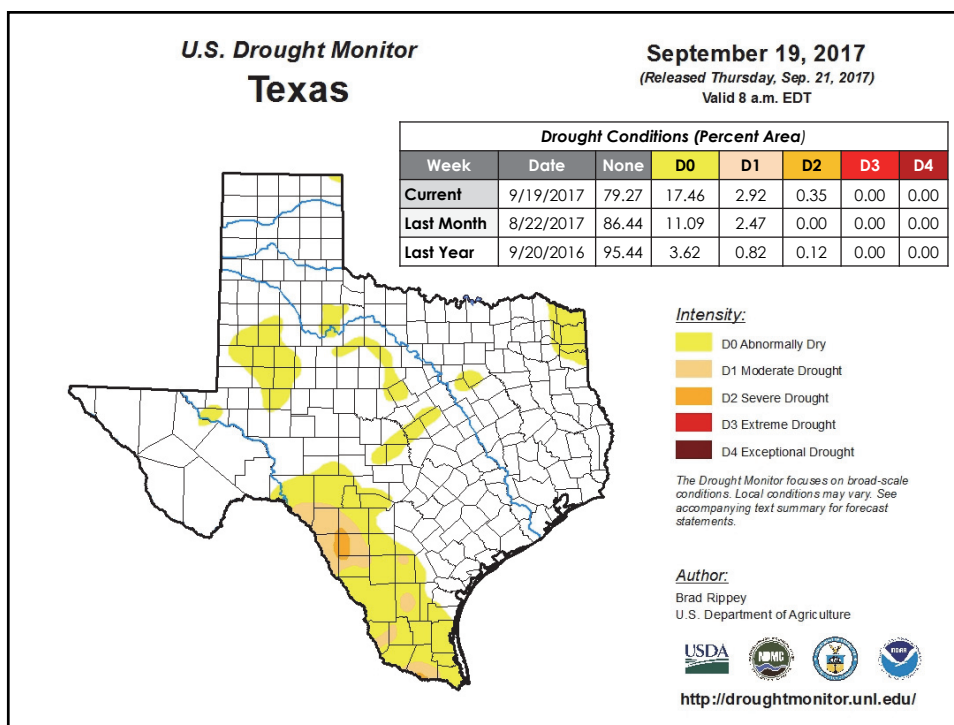 U.S. Drought Monitor
Texas
September 19, 2017
(Released Thursday, Sep. 21, 2017)
Valid 8 a.m. EDT
Drought Conditions (Percent Area)
Week Date None D0 D1 D2 D3 D4
Current 9/19/2017 79.27 17.46 2.92 0.35 0.00 0.00
Last Month 8/22/2017 86.44 11.09 2.47 0.00 0.00 0.00
Last Year 9/20/2016 95.44 3.62 0.82 0.12 0.00 0.00
Intensity:
D0 Abnormally Dry
D1 Moderate Drought
D2 Severe Drought
D3 Extreme Drought
D4 Exceptional Drought
The Drought Monitor focuses on broad-scale
conditions. Local conditions may vary. See
accompanying text summary for forecast
statements.
Author:
Brad Rippey
U.S. Department of Agriculture
USDA
NDMC
NOAA
http://droughtmonitor.unl.edu/